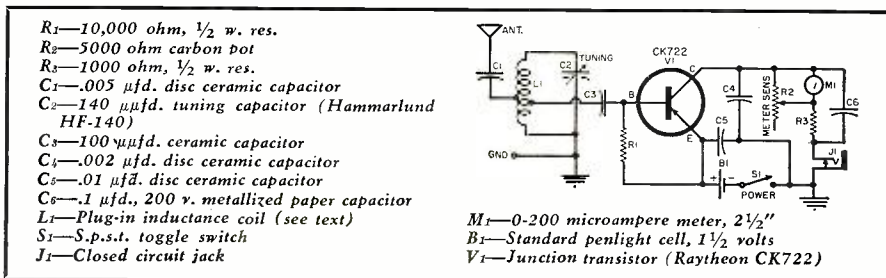 R1—10,000 ohm, ½ w. res.
R2—5000 ohm carbon pot
R3—1000 ohm, ½ w. res.
C1—.005 μfd. disc ceramic capacitor
C2—140 μμfd. tuning capacitor (Hammarlund
HF-140)
C3—100 μμfd. ceramic capacitor
C4—.002 μfd. disc ceramic capacitor
C5—.01 μfd. disc ceramic capacitor
C6—.1 μfd., 200 v. metallized paper capacitor
L1—Plug-in inductance coil (see text)
S1—S.p.s.t. toggle switch
J1—Closed circuit jack
ANT.
C1
L1
C2
TUNING
C3
CK722
V1
B
C
E
R1
C4
C5
METER SENS
R2
M1
R3
C6
J1
GND
B1
+ −
S1
POWER
M1—0-200 microampere meter, 2½"
B1—Standard penlight cell, 1½ volts
V1—Junction transistor (Raytheon CK722)